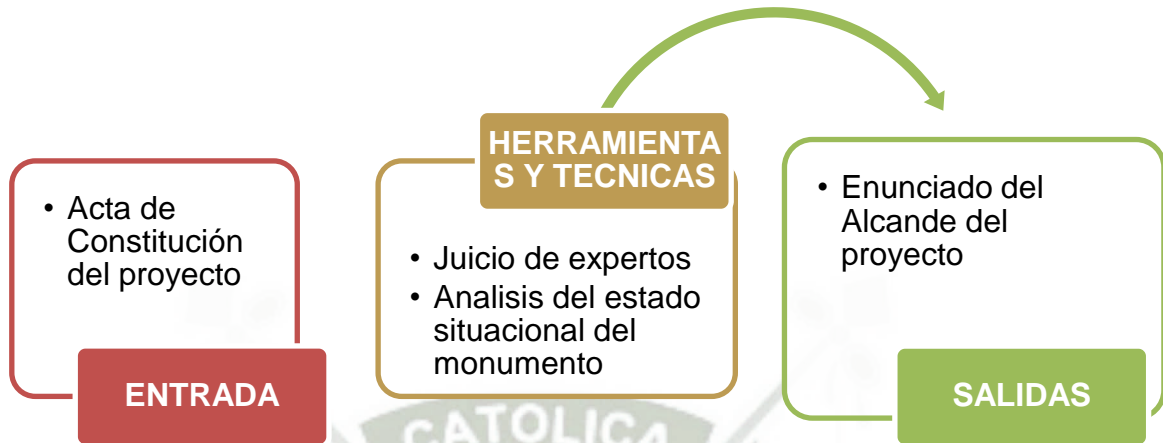 • Acta de
Constitución
del proyecto
ENTRADA
HERRAMIENTA
S Y TECNICAS
• Juicio de expertos
• Analisis del estado
situacional del
monumento
• Enunciado del
Alcande del
proyecto
SALIDAS
CATOLICA